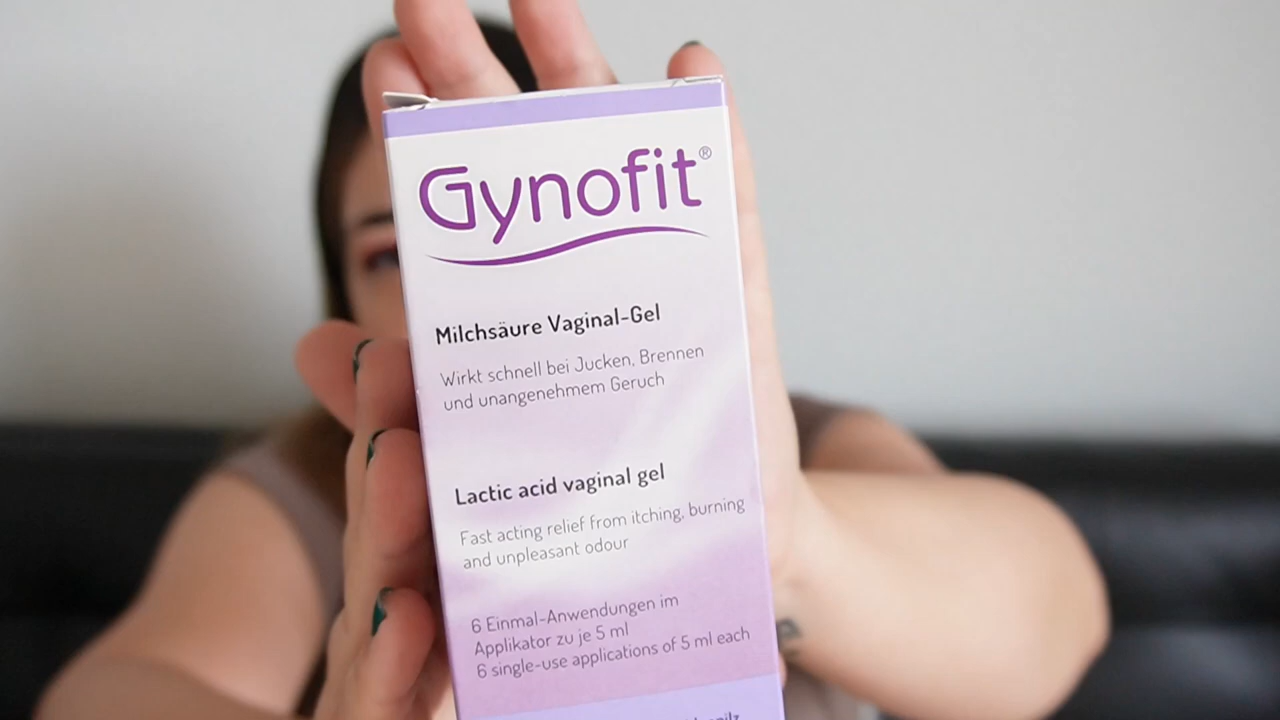 Gynofit®
Milchsäure Vaginal-Gel
Wirkt schnell bei Jucken, Brennen
und unangenehmem Geruch
Lactic acid vaginal gel
Fast acting relief from itching, burning
and unpleasant odour
6 Einmal-Anwendungen im
Applikator zu je 5 ml
6 single-use applications of 5 ml each